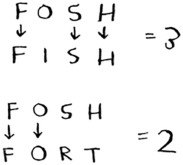 FOSH
↓ ↓ ↓
FISH
= 3
FOSH
↓ ↓
FORT
= 2